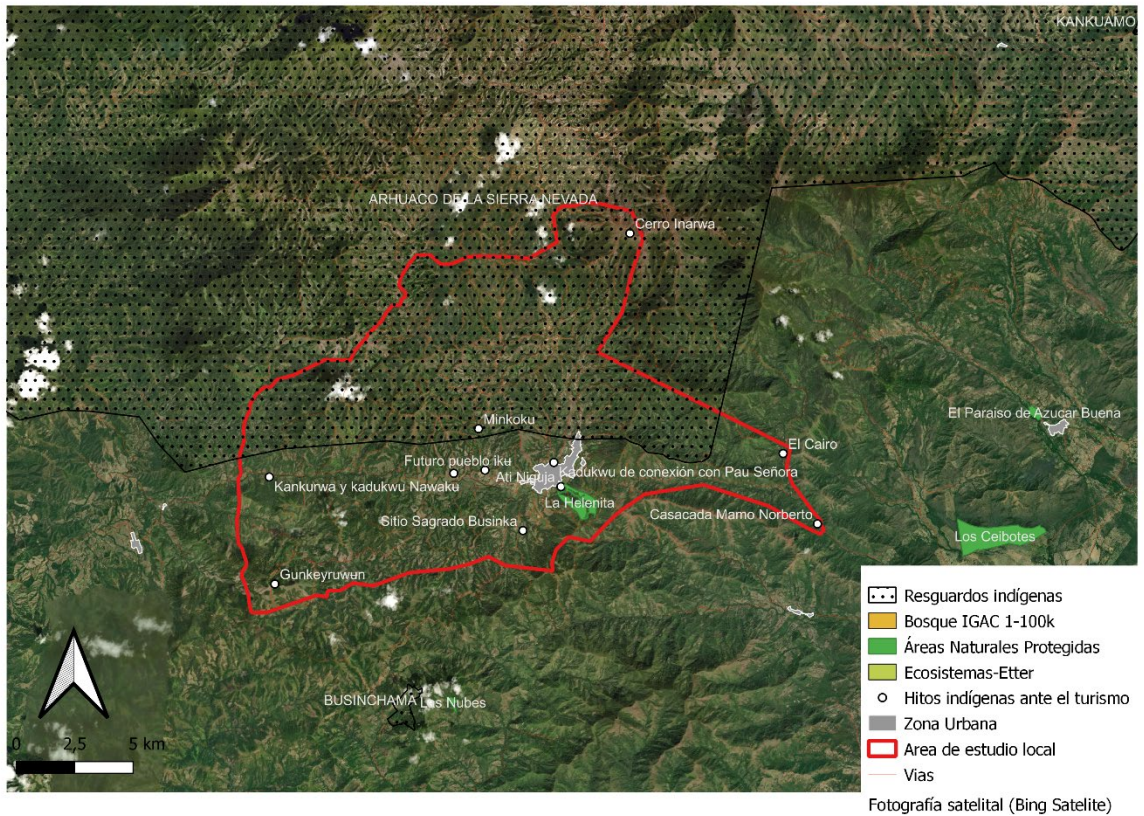 KANKUAMO
ARHUACO DE LA SIERRA NEVADA
Cerro Inarwa
El Paraiso de Azucar Buena
Minkoku
El Cairo
Futuro pueblo iku
Ati Niguja
Kadukwu de conexión con Pau Señora
Kankurwa y kadukwu Nawaku
La Helenita
Casacada Mamo Norberto
Sitio Sagrado Businka
Los Ceibotes
Gunkeyruwun
BUSINCHAMA
Las Nubes
0 2,5 5 km
Resguardos indígenas
Bosque IGAC 1-100k
Áreas Naturales Protegidas
Ecosistemas-Etter
Hitos indígenas ante el turismo
Zona Urbana
Area de estudio local
Vias
Fotografía satelital (Bing Satelite)